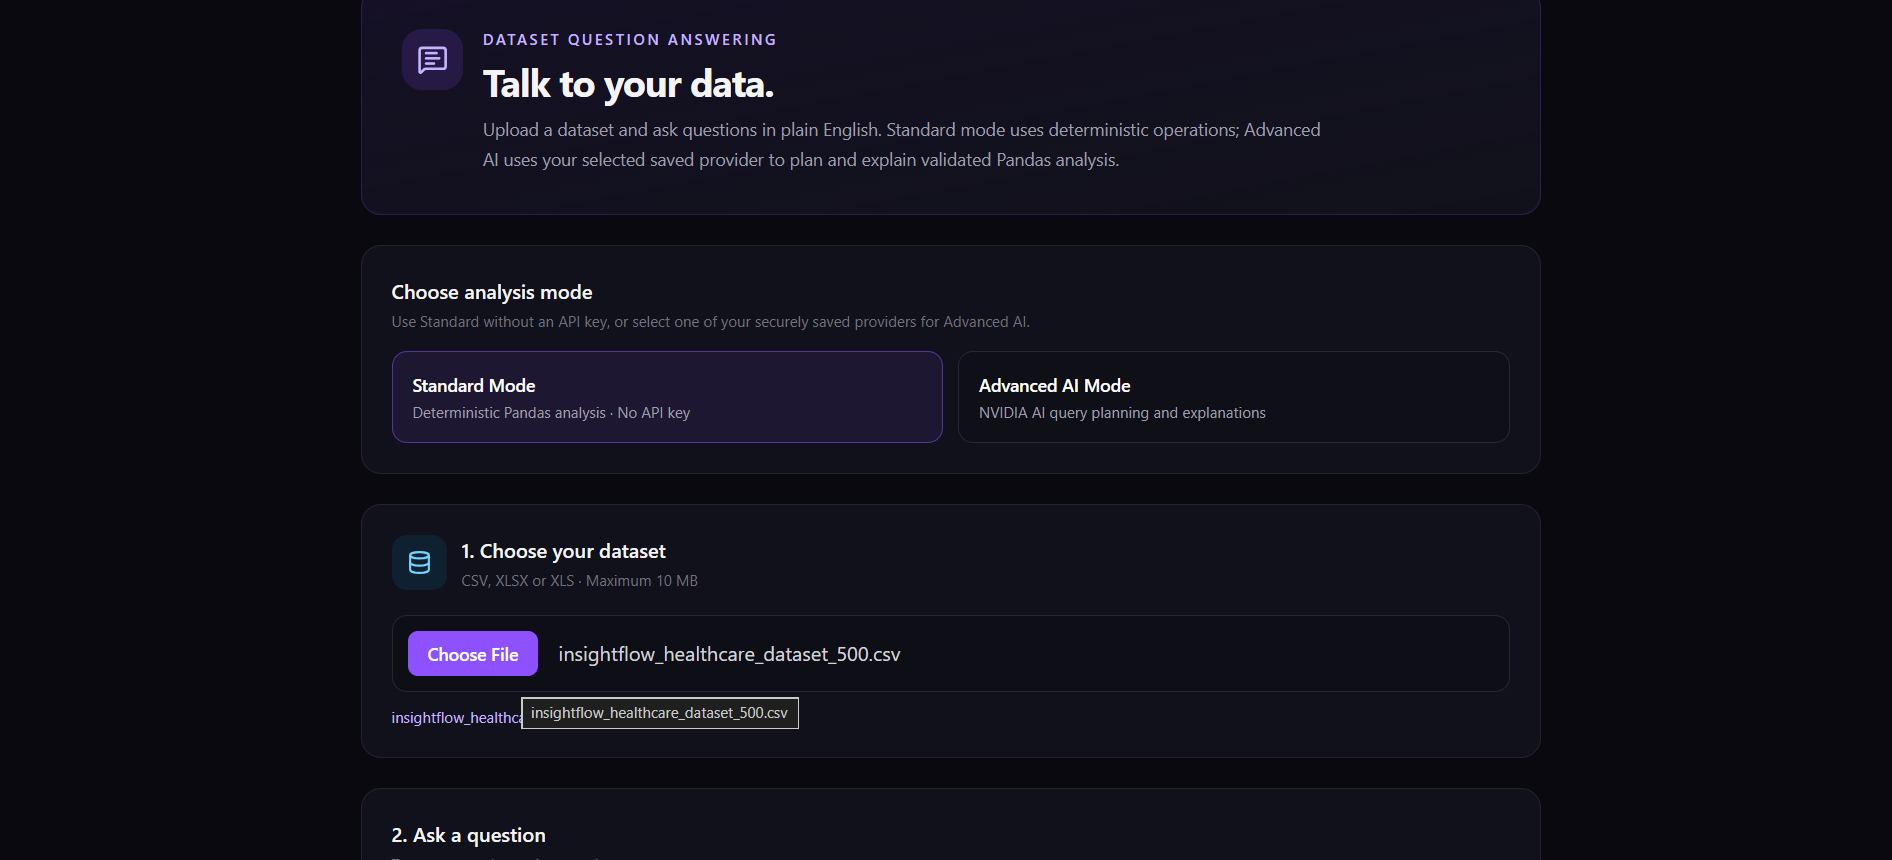 DATASET QUESTION ANSWERING
Talk to your data.
Upload a dataset and ask questions in plain English. Standard mode uses deterministic operations; Advanced
AI uses your selected saved provider to plan and explain validated Pandas analysis.
Choose analysis mode
Use Standard without an API key, or select one of your securely saved providers for Advanced AI.
Standard Mode
Deterministic Pandas analysis · No API key
Advanced AI Mode
NVIDIA AI query planning and explanations
1. Choose your dataset
CSV, XLSX or XLS · Maximum 10 MB
Choose File
insightflow_healthcare_dataset_500.csv
insightflow_healthca
insightflow_healthcare_dataset_500.csv
2. Ask a question